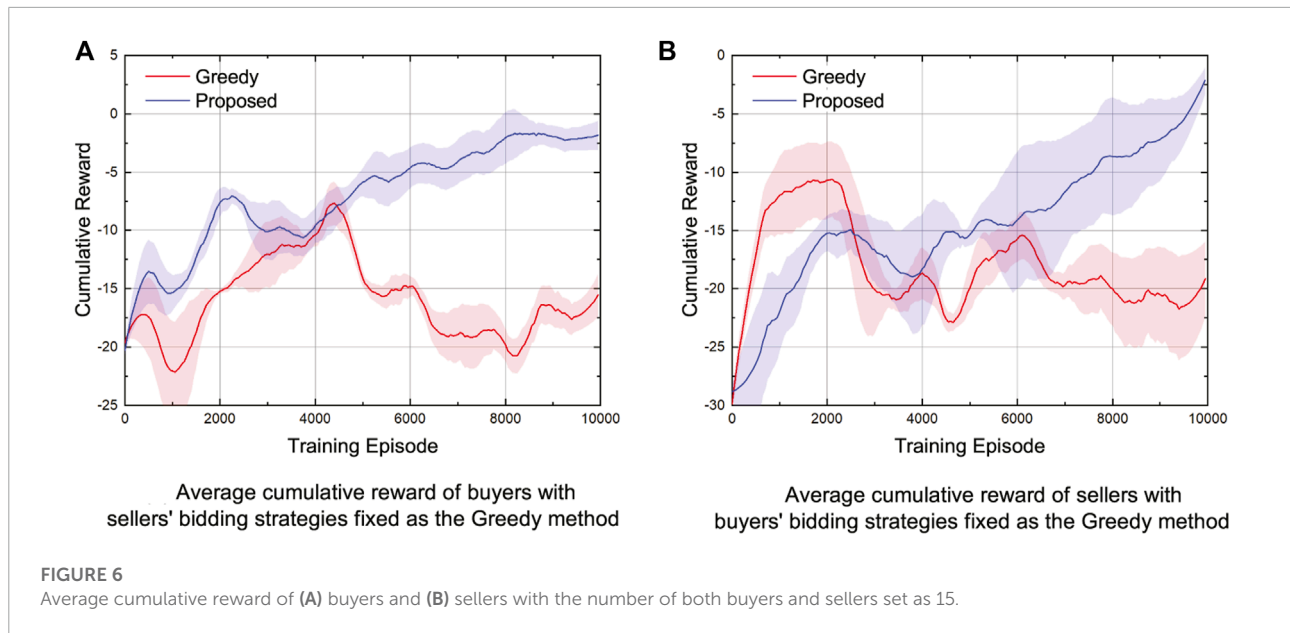 A
Greedy
Proposed
5
0
-5
-10
-15
-20
-25
Cumulative Reward
0
2000
4000
6000
8000
10000
Training Episode
Average cumulative reward of buyers with
sellers' bidding strategies fixed as the Greedy method
B
Greedy
Proposed
0
-5
-10
-15
-20
-25
-30
Cumulative Reward
0
2000
4000
6000
8000
10000
Training Episode
Average cumulative reward of sellers with
buyers' bidding strategies fixed as the Greedy method
FIGURE 6
Average cumulative reward of (A) buyers and (B) sellers with the number of both buyers and sellers set as 15.